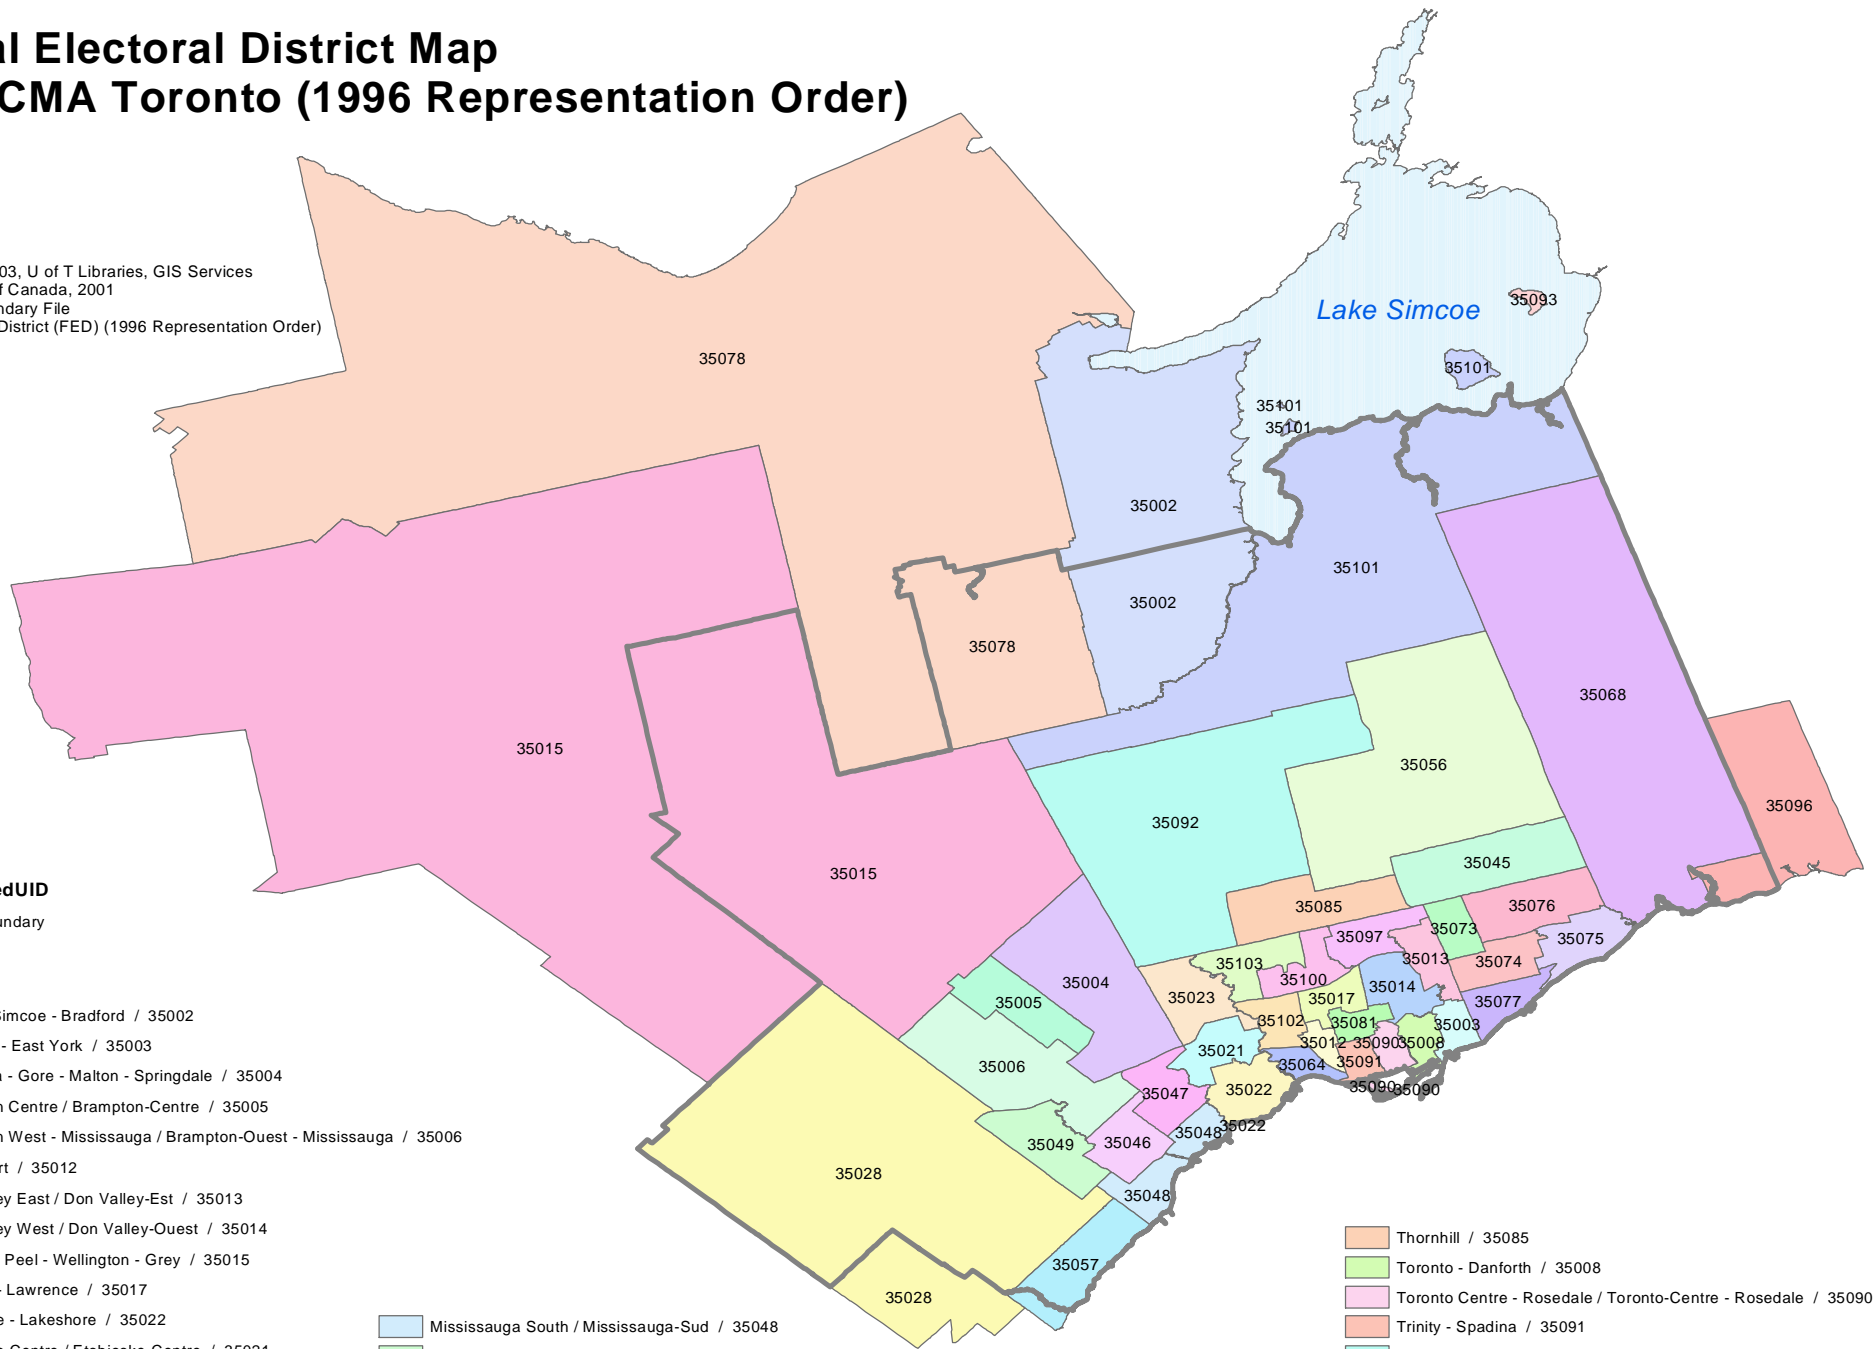 al Electoral District Map
CMA Toronto (1996 Representation Order)
03, U of T Libraries, GIS Services
f Canada, 2001
ndary File
District (FED) (1996 Representation Order)
Lake Simcoe
35093
35101
35101
35101
35078
35002
35002
35101
35078
35068
35015
35056
35096
35092
35045
35015
35085
35076
35073
35097
35075
35013
35103
35074
35100
35004
35014
35023
35017
35077
35005
35102
35081
35003
35012
35090
35008
35021
35091
35064
35006
35090
35090
35022
35047
35022
35048
35046
35049
35028
35048
35057
35028
edUID
undary
Simcoe - Bradford / 35002
- East York / 35003
a - Gore - Malton - Springdale / 35004
n Centre / Brampton-Centre / 35005
n West - Mississauga / Brampton-Ouest - Mississauga / 35006
rt / 35012
ey East / Don Valley-Est / 35013
ey West / Don Valley-Ouest / 35014
Peel - Wellington - Grey / 35015
- Lawrence / 35017
e - Lakeshore / 35022
Mississauga South / Mississauga-Sud / 35048
Thornhill / 35085
Toronto - Danforth / 35008
Toronto Centre - Rosedale / Toronto-Centre - Rosedale / 35090
Trinity - Spadina / 35091